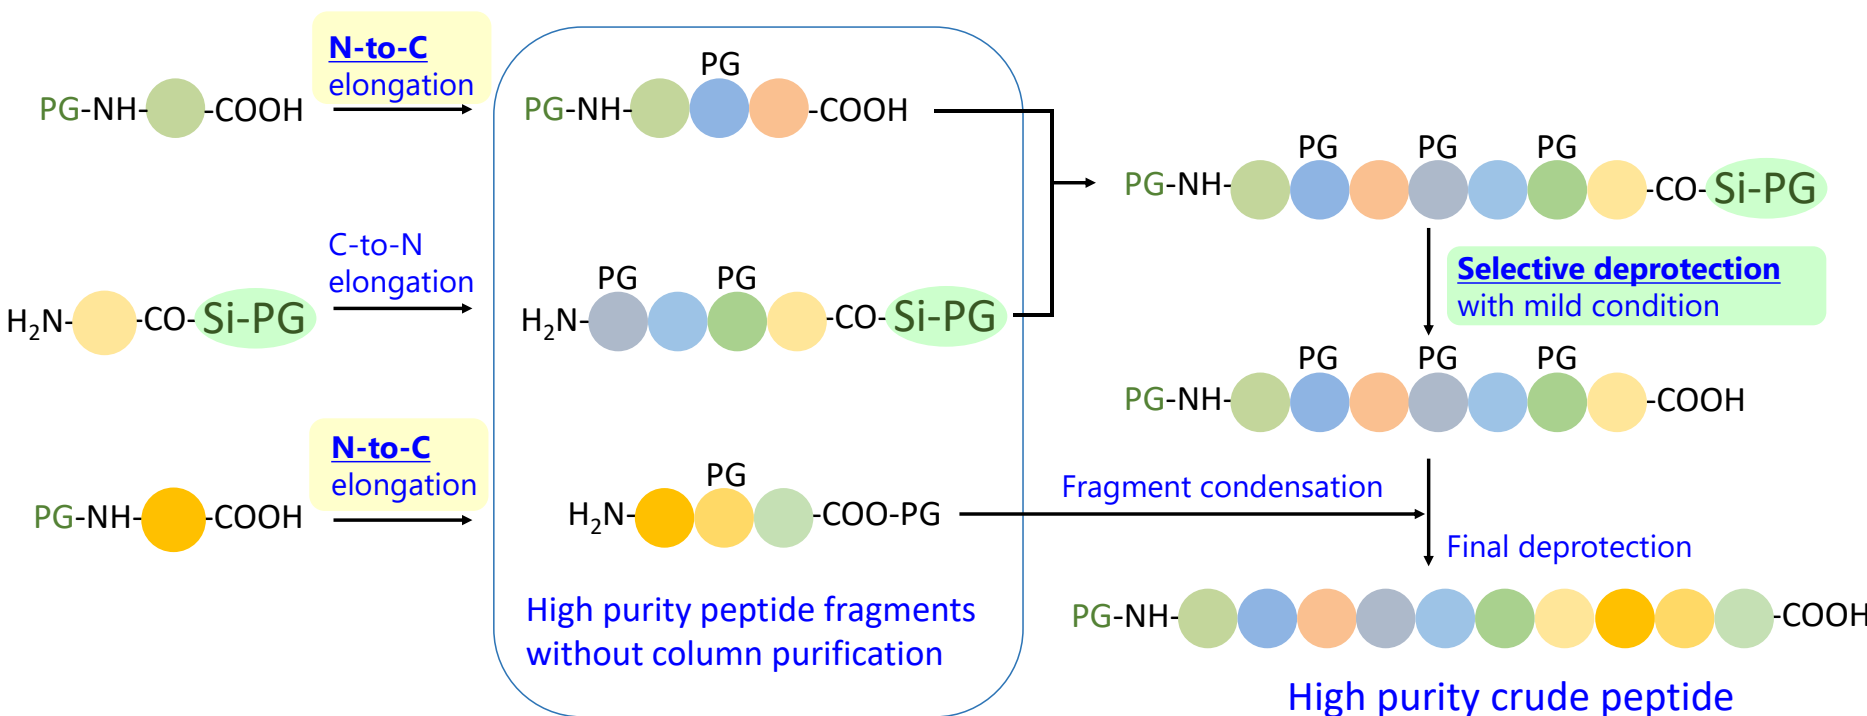 N-to-C
elongation
PG-NH- -COOH
PG
PG-NH- -COOH
C-to-N
elongation
H₂N- -CO-Si-PG
PG PG
H₂N- -CO-Si-PG
N-to-C
elongation
PG-NH- -COOH
PG
H₂N- -COO-PG
High purity peptide fragments
without column purification
PG PG PG
PG-NH- -CO-Si-PG
Selective deprotection
with mild condition
PG PG PG
PG-NH- -COOH
Fragment condensation
Final deprotection
PG-NH- -COOH
High purity crude peptide